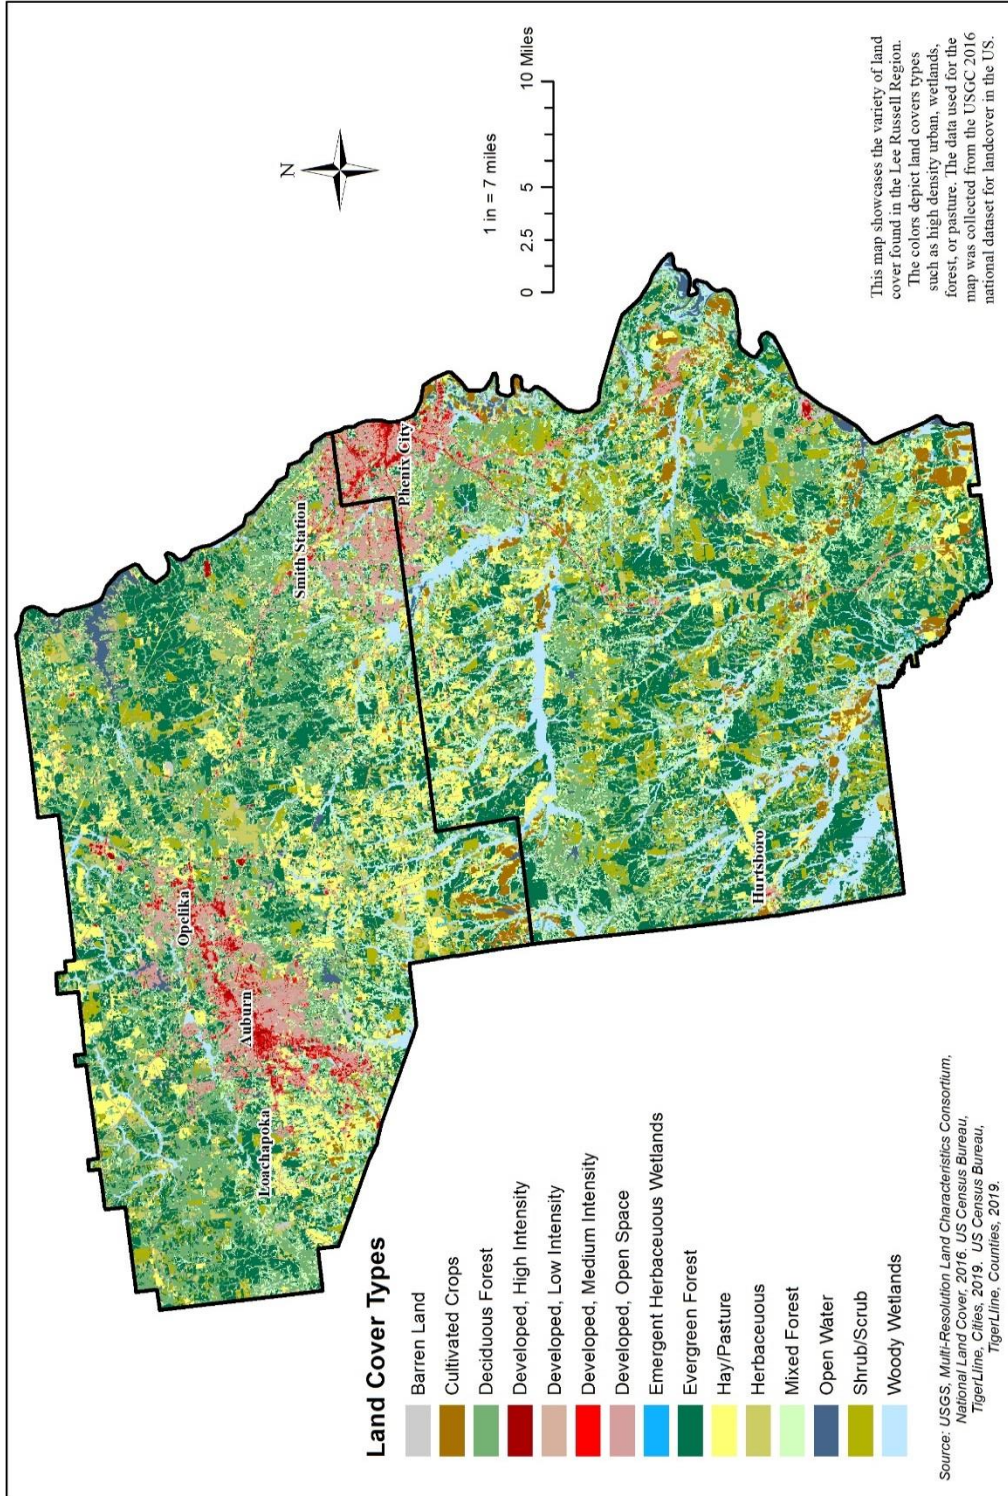 N
1 in = 7 miles
0 2.5 5 10 Miles
Opelika
Auburn
Loachapoka
Smith Station
Phenix City
Hurtsboro
Land Cover Types
Barren Land
Cultivated Crops
Deciduous Forest
Developed, High Intensity
Developed, Low Intensity
Developed, Medium Intensity
Developed, Open Space
Emergent Herbaceuous Wetlands
Evergreen Forest
Hay/Pasture
Herbaceuous
Mixed Forest
Open Water
Shrub/Scrub
Woody Wetlands
Source: USGS, Multi-Resolution Land Characteristics Consortium,
National Land Cover, 2016. US Census Bureau,
TigerLIne, Cities, 2019. US Census Bureau,
TigerLIne, Counties, 2019.
This map showcases the variety of land
cover found in the Lee Russell Region.
The colors depict land covers types
such as high density urban, wetlands,
forest, or pasture. The data used for the
map was collected from the USGC 2016
national dataset for landcover in the US.